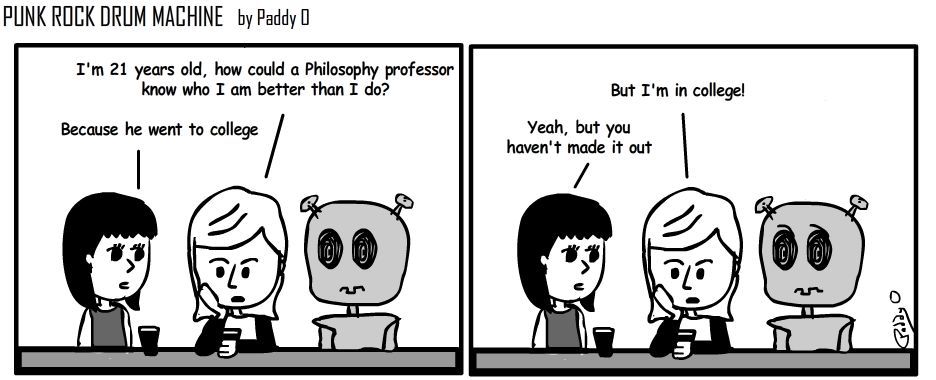 PUNK ROCK DRUM MACHINE by Paddy O
I'm 21 years old, how could a Philosophy professor
know who I am better than I do?
Because he went to college
But I'm in college!
Yeah, but you
haven't made it out
Paddy O